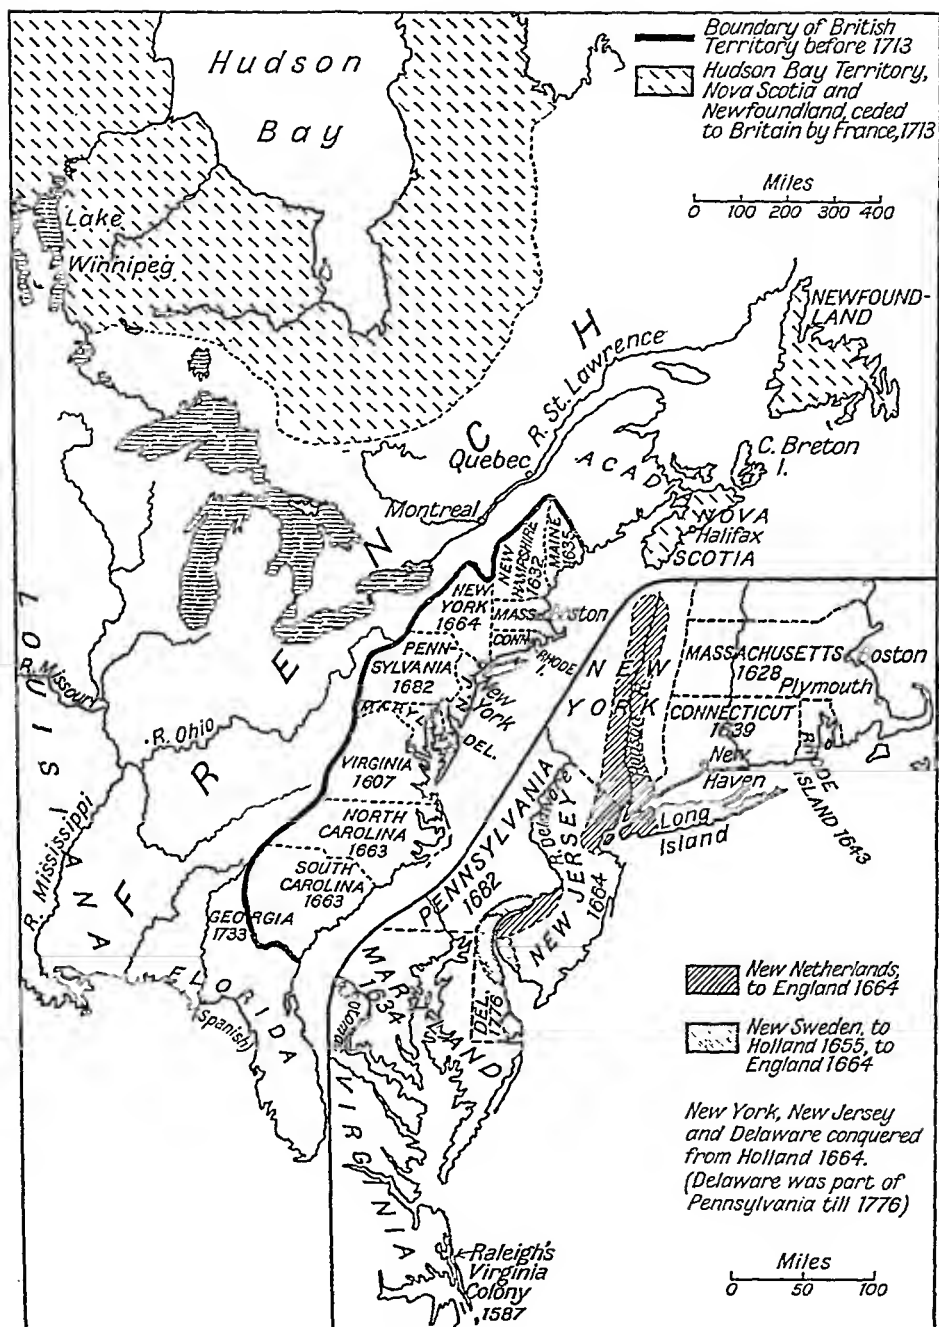 Hudson
Bay
Boundary of British
Territory before 1713
Hudson Bay Territory,
Nova Scotia and
Newfoundland, ceded
to Britain by France, 1713
Miles
0 100 200 300 400
Lake
Winnipeg
NEWFOUND-
LAND
FRENCH
R. St. Lawrence
Quebec
Montreal
ACAD
C. Breton
I.
NOVA
Halifax
SCOTIA
NEW
HAMPSHIRE
1632
MAINE
1635
NEW
YORK
1664
MASS
Boston
CONN
RHODE
I.
PENN-
SYLVANIA
1682
N.J.
New
York
MARYL
DEL.
VIRGINIA
1607
NORTH
CAROLINA
1663
SOUTH
CAROLINA
1663
GEORGIA
1733
LOUISIANA
R. Missouri
R. Ohio
R. Mississippi
FLORIDA
(Spanish)
NEW
YORK
Hudson
MASSACHUSETTS
1628
Boston
Plymouth
CONNECTICUT
1639
New
Haven
RHODE ISLAND 1643
Long
Island
PENNSYLVANIA
1682
R. Delaware
NEW JERSEY
1664
MARYLAND
1634
DEL. 1776
Potomac
VIRGINIA
Raleigh's
Virginia
Colony
1587
New Netherlands,
to England 1664
New Sweden, to
Holland 1655, to
England 1664
New York, New Jersey
and Delaware conquered
from Holland 1664.
(Delaware was part of
Pennsylvania till 1776)
Miles
0 50 100